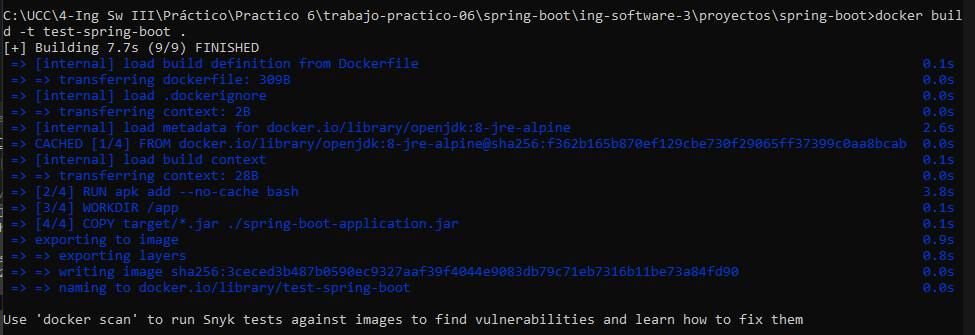 C:\UCC\4-Ing Sw III\Práctico\Practico 6\trabajo-practico-06\spring-boot\ing-software-3\proyectos\spring-boot>docker buil
d -t test-spring-boot .
[+] Building 7.7s (9/9) FINISHED
=> [internal] load build definition from Dockerfile 0.1s
=> => transferring dockerfile: 309B 0.0s
=> [internal] load .dockerignore 0.0s
=> => transferring context: 2B 0.0s
=> [internal] load metadata for docker.io/library/openjdk:8-jre-alpine 2.6s
=> CACHED [1/4] FROM docker.io/library/openjdk:8-jre-alpine@sha256:f362b165b870ef129cbe730f29065ff37399c0aa8bcab 0.0s
=> [internal] load build context 0.1s
=> => transferring context: 28B 0.0s
=> [2/4] RUN apk add --no-cache bash 3.8s
=> [3/4] WORKDIR /app 0.1s
=> [4/4] COPY target/*.jar ./spring-boot-application.jar 0.1s
=> exporting to image 0.9s
=> => exporting layers 0.8s
=> => writing image sha256:3ceced3b487b0590ec9327aaf39f4044e9083db79c71eb7316b11be73a84fd90 0.0s
=> => naming to docker.io/library/test-spring-boot 0.0s
Use 'docker scan' to run Snyk tests against images to find vulnerabilities and learn how to fix them